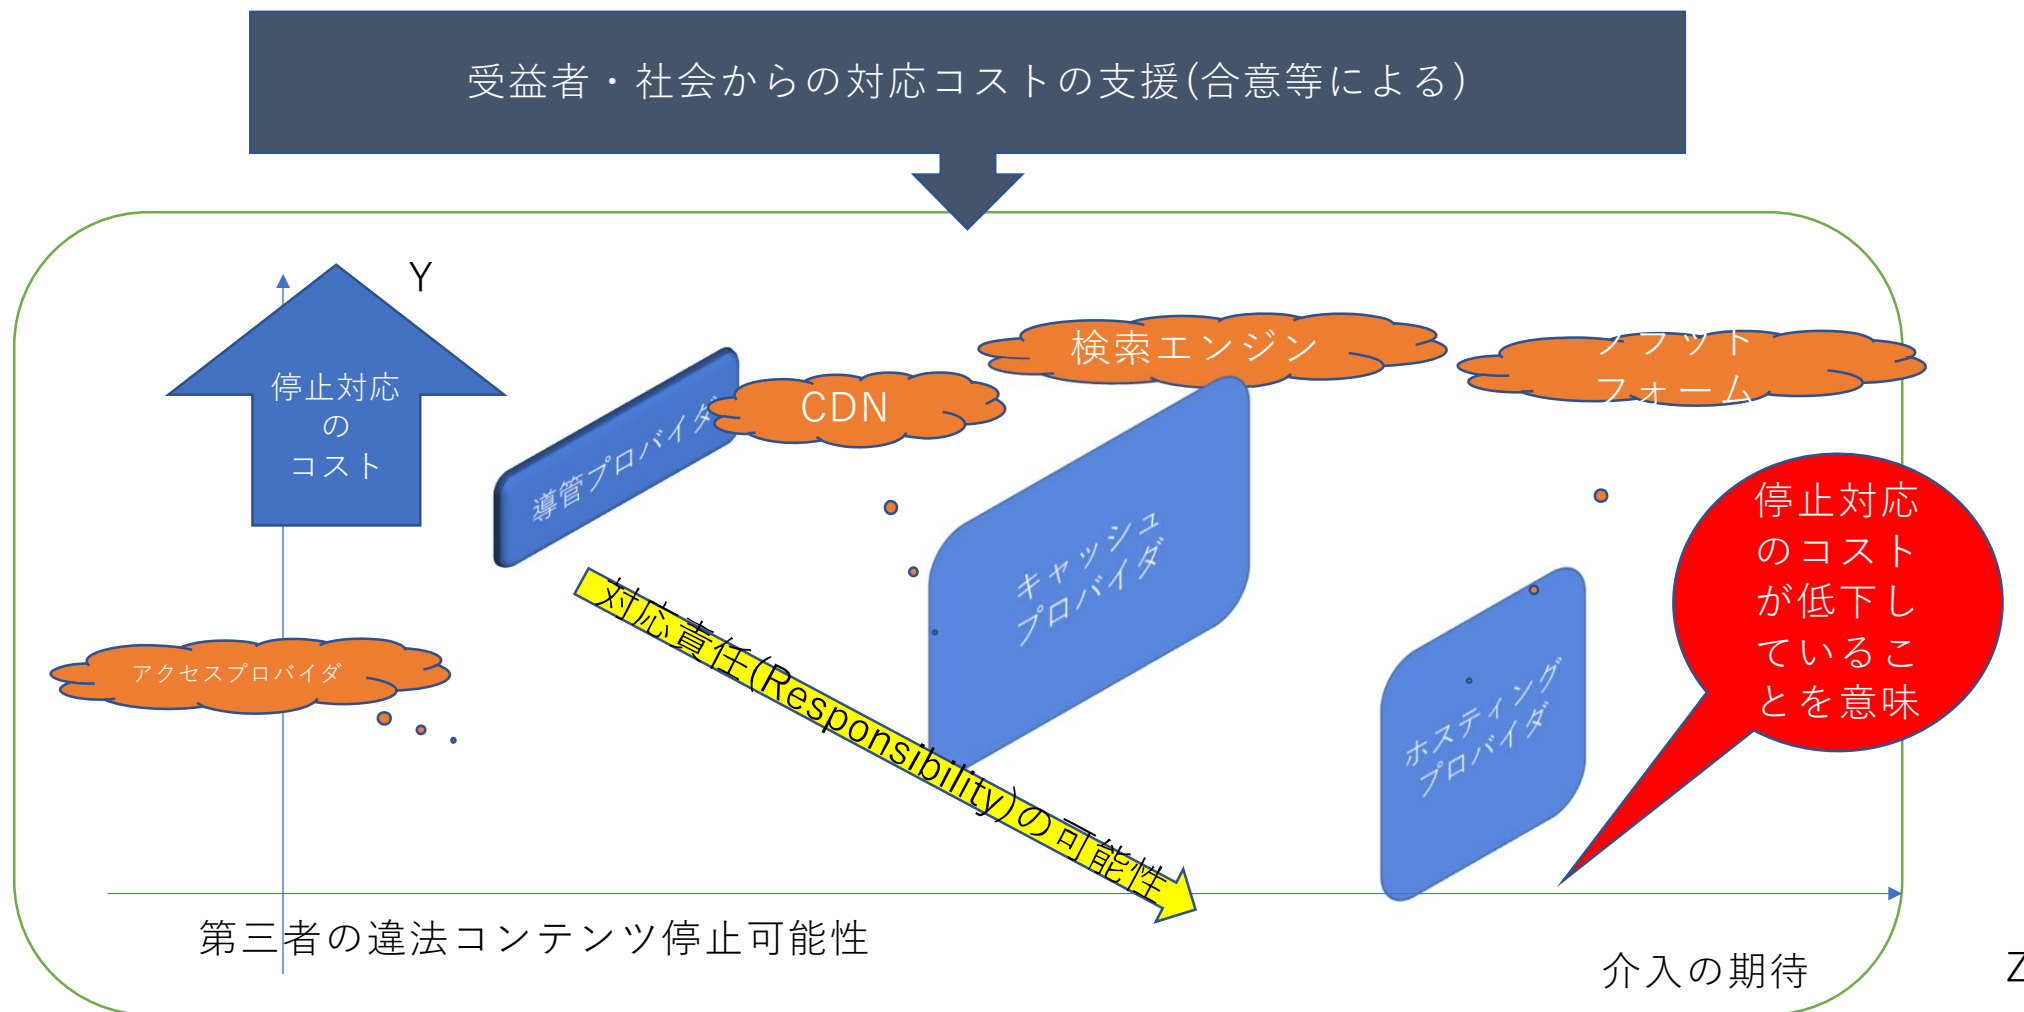 受益者・社会からの対応コストの支援(合意等による)
Y
停止対応
の
コスト
導管プロバイダ
CDN
検索エンジン
プラット
フォーム
キャッシュ
プロバイダ
停止対応
のコスト
が低下し
ているこ
とを意味
アクセスプロバイダ
対応責任(Responsibility)の可能性
ホスティング
プロバイダ
第三者の違法コンテンツ停止可能性
介入の期待
Z